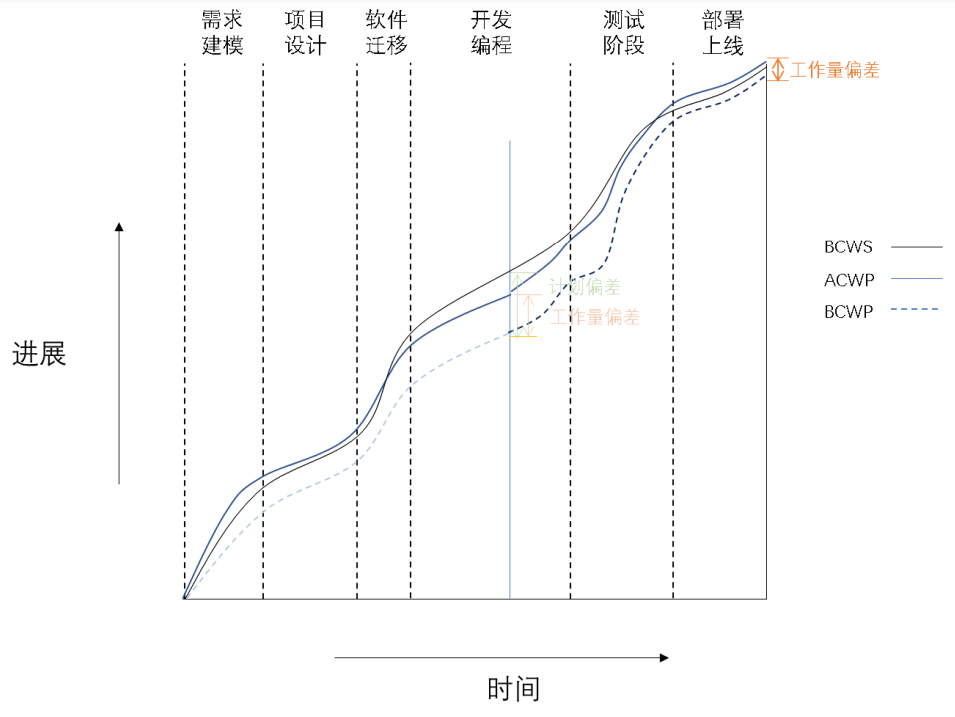 需求
建模
项目
设计
软件
迁移
开发
编程
测试
阶段
部署
上线
工作量偏差
BCWS
ACWP
BCWP
计划偏差
工作量偏差
进展
时间